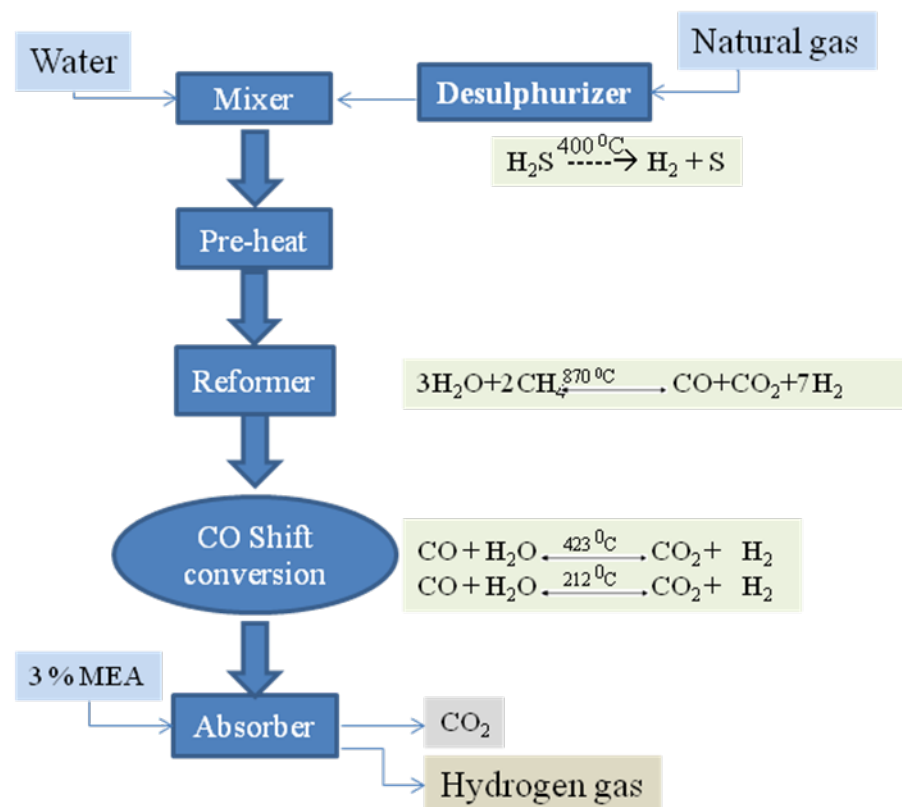 Water
Natural gas
Mixer
Desulphurizer
H₂S 400 ⁰C -----→ H₂ + S
Pre-heat
Reformer
3H₂O+2CH₄ 870 ⁰C CO+CO₂+7H₂
CO Shift
conversion
CO + H₂O 423 ⁰C CO₂ + H₂
CO + H₂O 212 ⁰C CO₂ + H₂
3 % MEA
Absorber
CO₂
Hydrogen gas